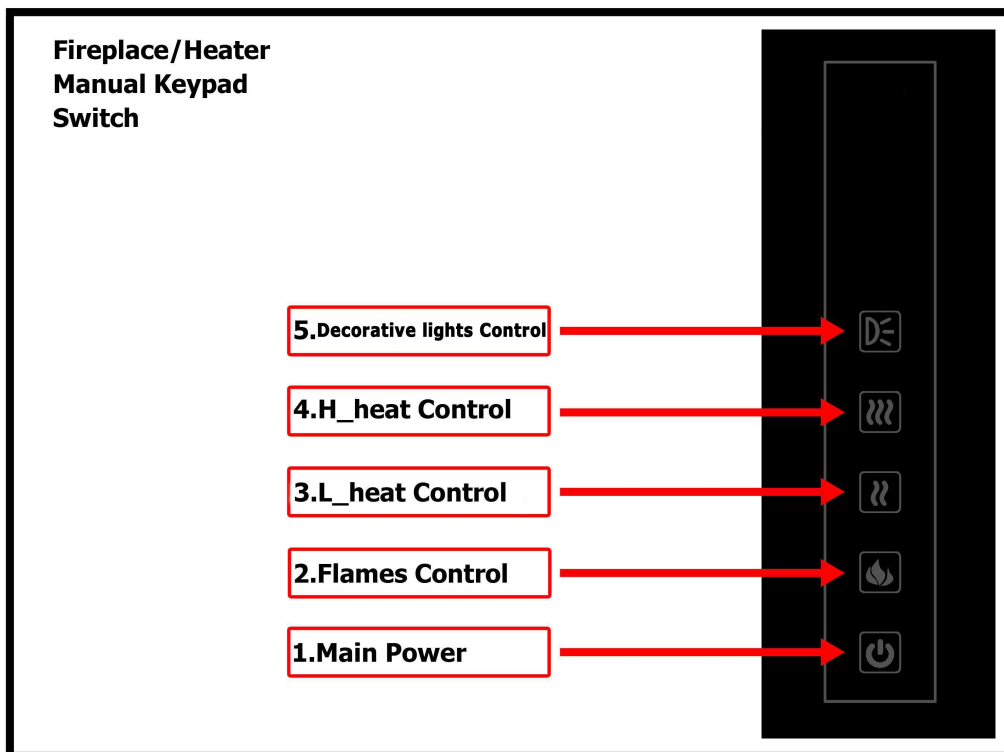 Fireplace/Heater
Manual Keypad
Switch
5.Decorative lights Control
4.H_heat Control
3.L_heat Control
2.Flames Control
1.Main Power